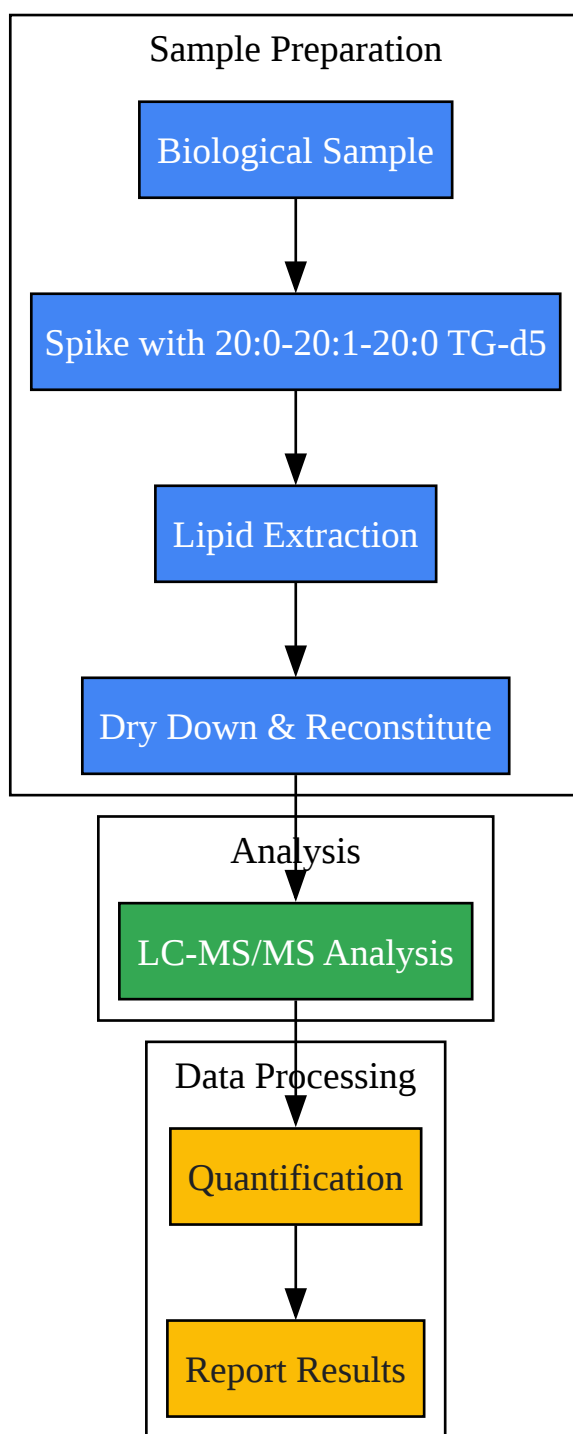 Sample Preparation
Biological Sample
Spike with 20:0-20:1-20:0 TG-d5
Lipid Extraction
Dry Down & Reconstitute
Analysis
LC-MS/MS Analysis
Data Processing
Quantification
Report Results